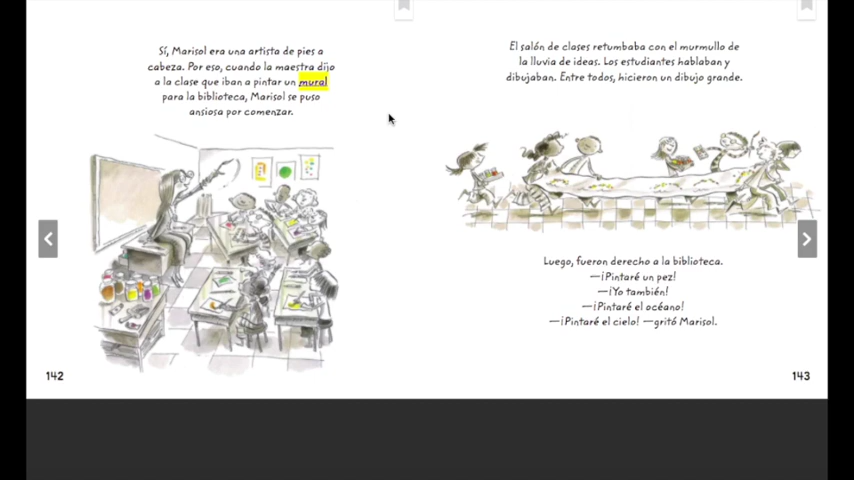 Sí, Marisol era una artista de pies a
cabeza. Por eso, cuando la maestra dijo
a la clase que iban a pintar un mural
para la biblioteca, Marisol se puso
ansiosa por comenzar.
142
El salón de clases retumbaba con el murmullo de
la lluvia de ideas. Los estudiantes hablaban y
dibujaban. Entre todos, hicieron un dibujo grande.
Luego, fueron derecho a la biblioteca.
—¡Pintaré un pez!
—¡Yo también!
—¡Pintaré el océano!
—¡Pintaré el cielo! —gritó Marisol.
143